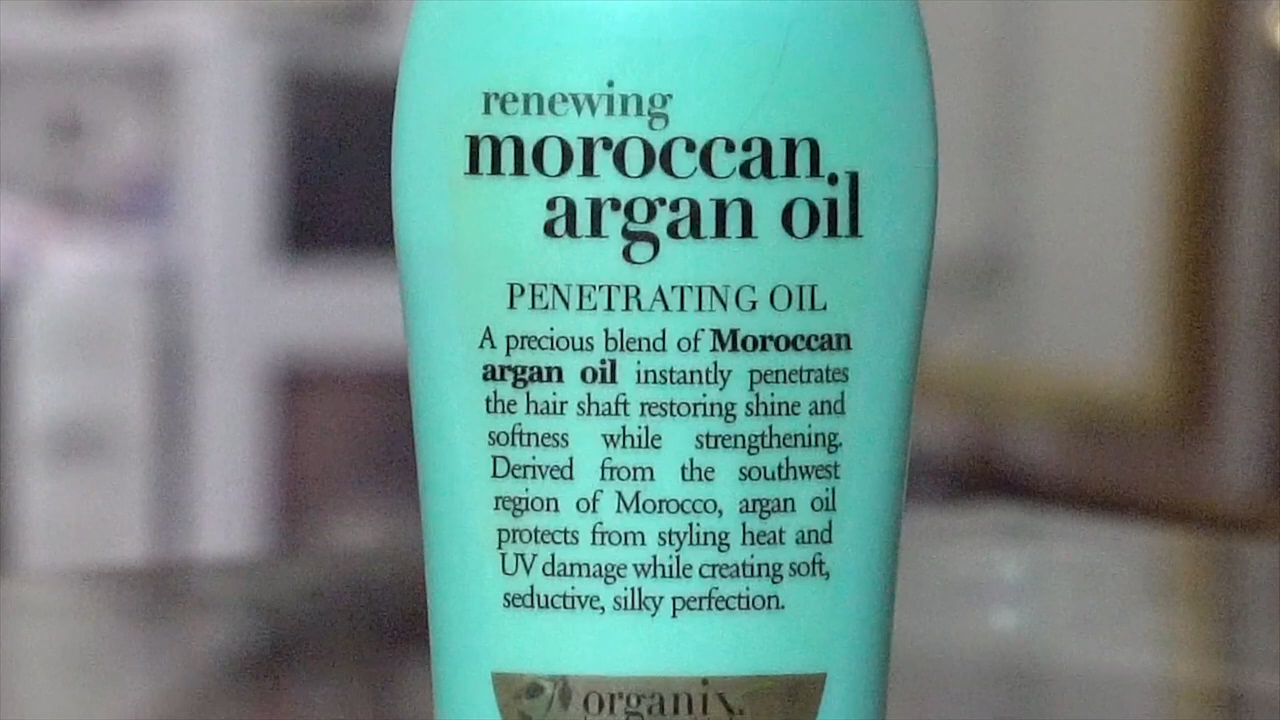 renewing
moroccan
argan oil
PENETRATING OIL
A precious blend of Moroccan
argan oil instantly penetrates
the hair shaft restoring shine and
softness while strengthening.
Derived from the southwest
region of Morocco, argan oil
protects from styling heat and
UV damage while creating soft,
seductive, silky perfection.
organix.